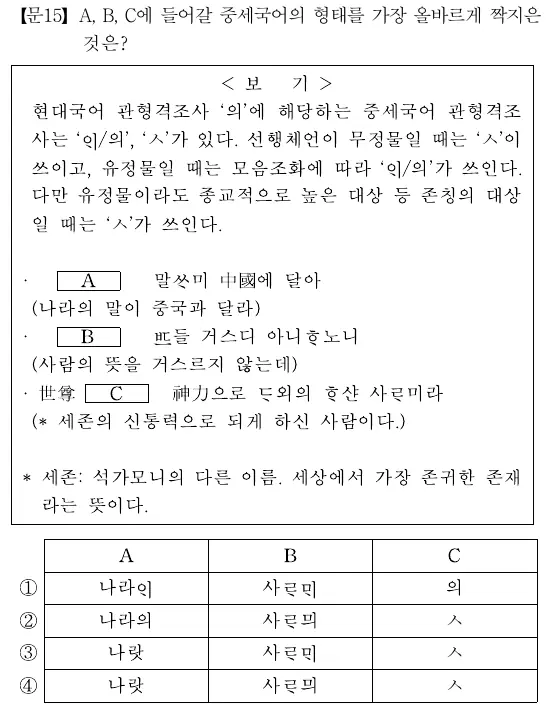 【문15】 A, B, C에 들어갈 중세국어의 형태를 가장 올바르게 짝지은
것은?
< 보 기 >
현대국어 관형격조사 ‘의’에 해당하는 중세국어 관형격조
사는 ‘ᄋᆡ/의’, ‘ㅅ’가 있다. 선행체언이 무정물일 때는 ‘ㅅ’이
쓰이고, 유정물일 때는 모음조화에 따라 ‘ᄋᆡ/의’가 쓰인다.
다만 유정물이라도 종교적으로 높은 대상 등 존칭의 대상
일 때는 ‘ㅅ’가 쓰인다.
· A 말ᄊᆞ미 中國에 달아
(나라의 말이 중국과 달라)
· B ᄠᅳ들 거스디 아니ᄒᆞ노니
(사람의 뜻을 거스르지 않는데)
· 世尊 C 神力으로 ᄃᆞ외의 ᄒᆞ샨 사ᄅᆞ미라
(* 세존의 신통력으로 되게 하신 사람이다.)
* 세존: 석가모니의 다른 이름. 세상에서 가장 존귀한 존재
라는 뜻이다.
A B C
① 나라ᄋᆡ 사ᄅᆞᄆᆡ 의
② 나라의 사ᄅᆞ믜 ㅅ
③ 나랏 사ᄅᆞᄆᆡ ㅅ
④ 나랏 사ᄅᆞ믜 ㅅ